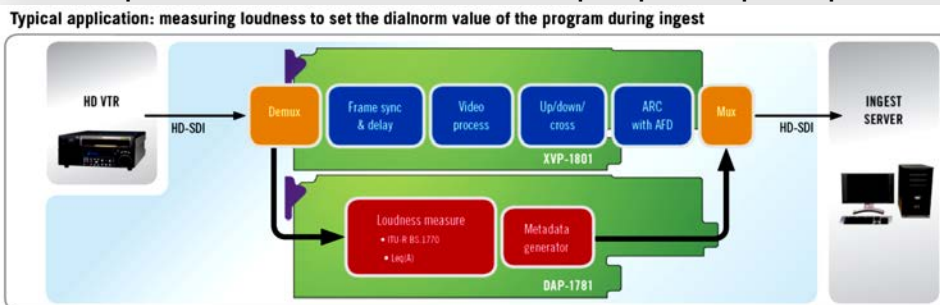 Typical application: measuring loudness to set the dialnorm value of the program during ingest
HD VTR
HD-SDI
Demux
Frame sync
& delay
Video
process
Up/down/
cross
ARC
with AFD
Mux
XVP-1801
HD-SDI
INGEST
SERVER
Loudness measure
• ITU-R BS.1770
• Leq(A)
Metadata
generator
DAP-1781